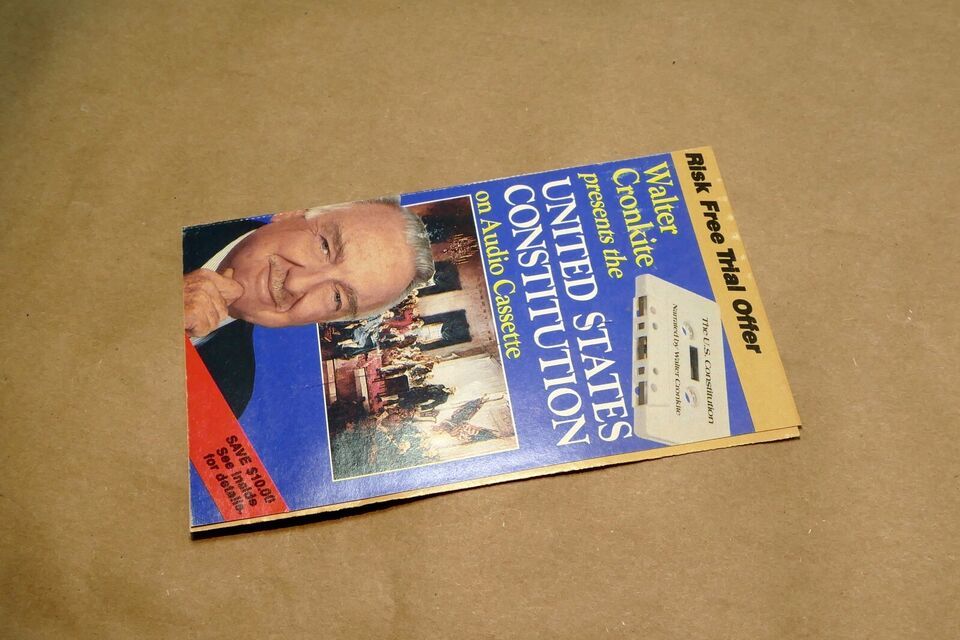 Risk Free Trial Offer
Walter
Cronkite
presents the
UNITED STATES
CONSTITUTION
on Audio Cassette
The U.S. Constitution
Narrated by Walter Cronkite
SAVE $10.00
See inside
for details.